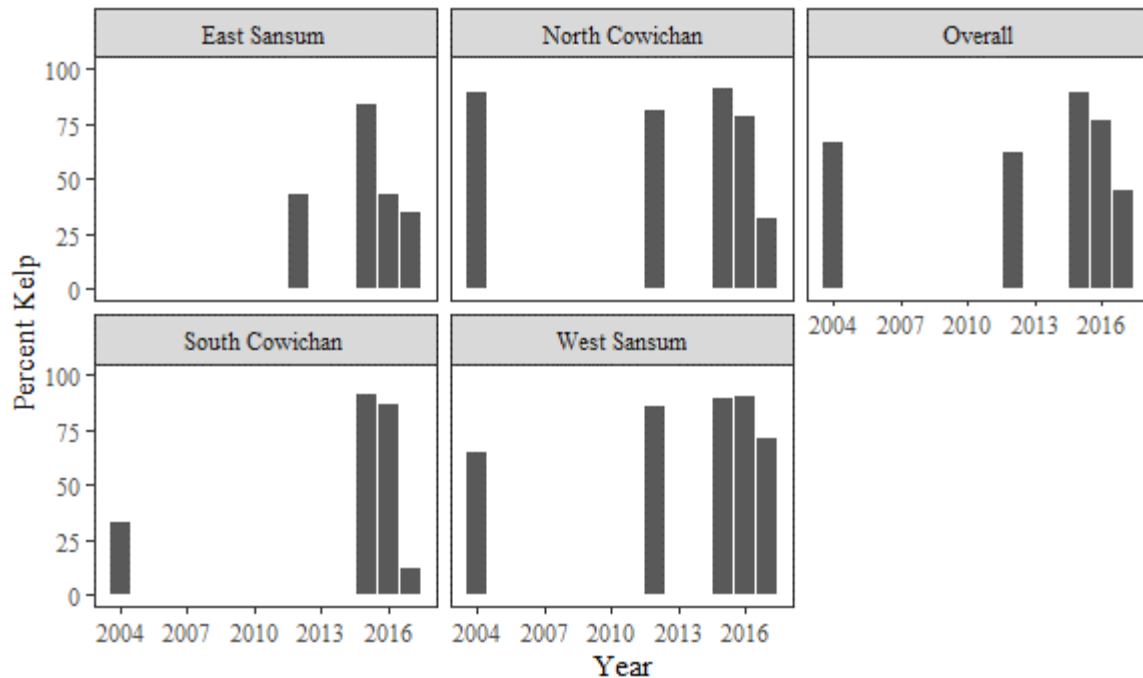 East Sansum
North Cowichan
Overall
100
75
50
25
0
2004 2007 2010 2013 2016
South Cowichan
West Sansum
100
75
50
25
0
2004 2007 2010 2013 2016
2004 2007 2010 2013 2016
Percent Kelp
Year